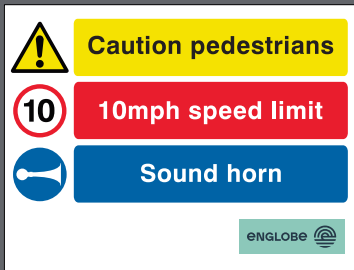 Caution pedestrians
10
10mph speed limit
Sound horn
ENGLOBE